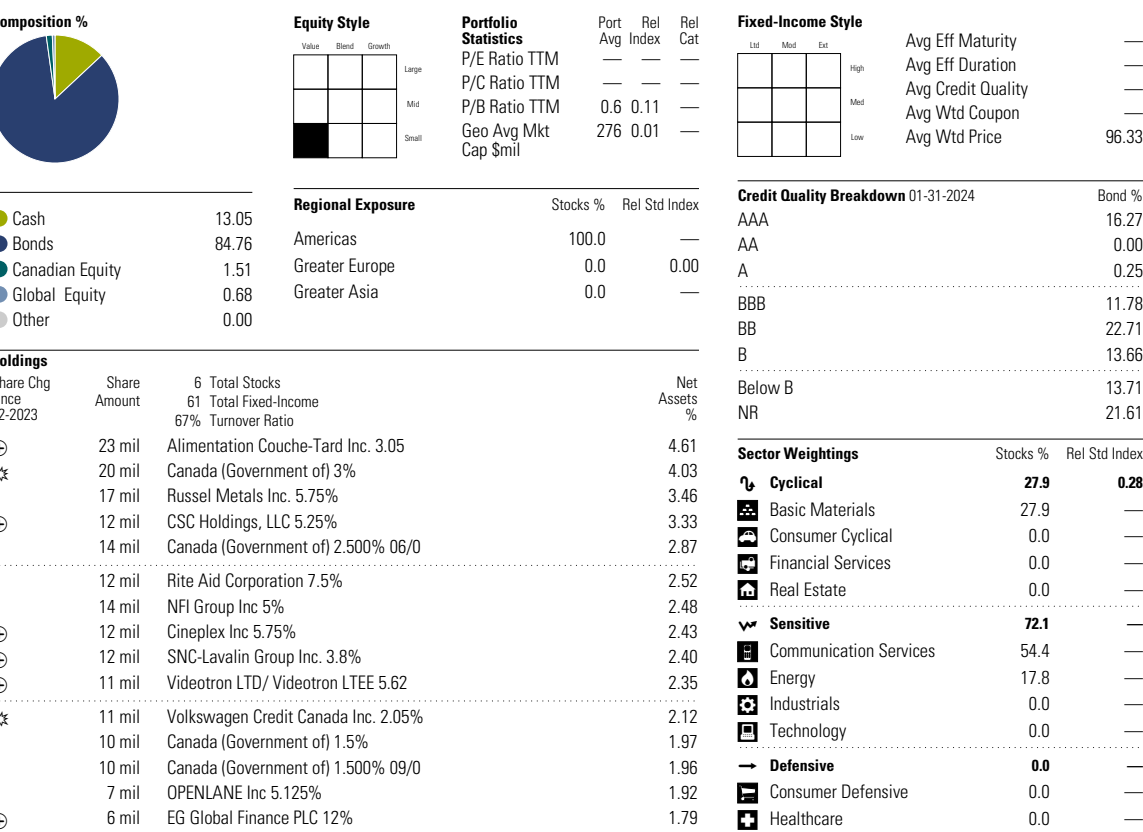 omposition %
Cash 13.05
Bonds 84.76
Canadian Equity 1.51
Global Equity 0.68
Other 0.00
Equity Style
Value Blend Growth
Large
Mid
Small
Portfolio Statistics Port Avg Rel Index Rel Cat
P/E Ratio TTM — — —
P/C Ratio TTM — — —
P/B Ratio TTM 0.6 0.11 —
Geo Avg Mkt Cap $mil 276 0.01 —
Fixed-Income Style
Ltd Mod Ext
High
Med
Low
Avg Eff Maturity —
Avg Eff Duration —
Avg Credit Quality —
Avg Wtd Coupon —
Avg Wtd Price 96.33
Regional Exposure Stocks % Rel Std Index
Americas 100.0 —
Greater Europe 0.0 0.00
Greater Asia 0.0 —
Credit Quality Breakdown 01-31-2024 Bond %
AAA 16.27
AA 0.00
A 0.25
BBB 11.78
BB 22.71
B 13.66
Below B 13.71
NR 21.61
oldings
hare Chg Share 6 Total Stocks Net
nce Amount 61 Total Fixed-Income Assets
2-2023 67% Turnover Ratio %
23 mil Alimentation Couche-Tard Inc. 3.05 4.61
20 mil Canada (Government of) 3% 4.03
17 mil Russel Metals Inc. 5.75% 3.46
12 mil CSC Holdings, LLC 5.25% 3.33
14 mil Canada (Government of) 2.500% 06/0 2.87
12 mil Rite Aid Corporation 7.5% 2.52
14 mil NFI Group Inc 5% 2.48
12 mil Cineplex Inc 5.75% 2.43
12 mil SNC-Lavalin Group Inc. 3.8% 2.40
11 mil Videotron LTD/ Videotron LTEE 5.62 2.35
11 mil Volkswagen Credit Canada Inc. 2.05% 2.12
10 mil Canada (Government of) 1.5% 1.97
10 mil Canada (Government of) 1.500% 09/0 1.96
7 mil OPENLANE Inc 5.125% 1.92
6 mil EG Global Finance PLC 12% 1.79
Sector Weightings Stocks % Rel Std Index
Cyclical 27.9 0.28
Basic Materials 27.9 —
Consumer Cyclical 0.0 —
Financial Services 0.0 —
Real Estate 0.0 —
Sensitive 72.1 —
Communication Services 54.4 —
Energy 17.8 —
Industrials 0.0 —
Technology 0.0 —
Defensive 0.0 —
Consumer Defensive 0.0 —
Healthcare 0.0 —